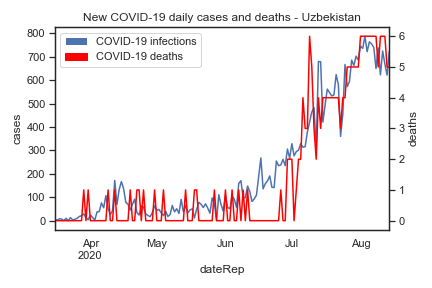 New COVID-19 daily cases and deaths - Uzbekistan
COVID-19 infections
COVID-19 deaths
800
700
600
500
400
300
200
100
0
cases
6
5
4
3
2
1
0
deaths
Apr
2020
May
Jun
Jul
Aug
dateRep